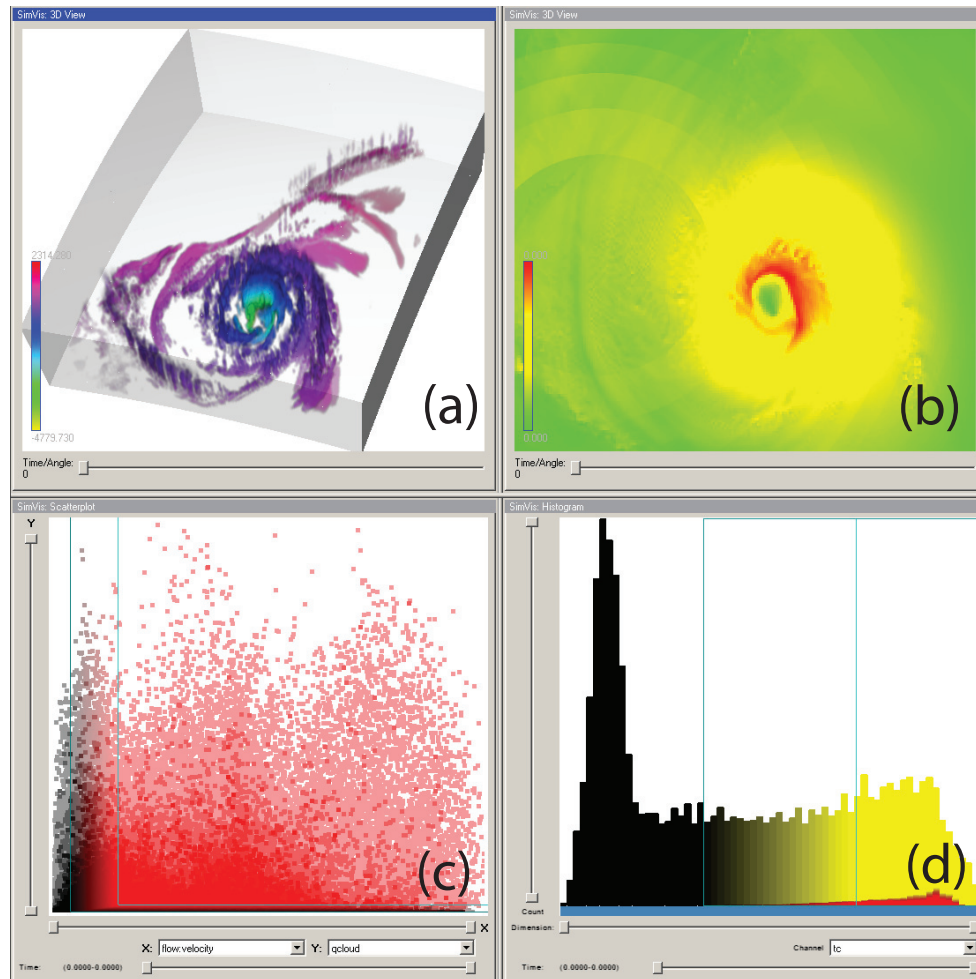 SimVis: 3D View
2314.280
-4779.730
(a)
Time/Angle:
0
SimVis: 3D View
0.000
(b)
Time/Angle:
0
SimVis: Scatterplot
Y
(c)
X
X: flow:velocity Y: qcloud
Time: (0.0000-0.0000)
SimVis: Histogram
(d)
Count
Dimension:
Channel tc
Time: (0.0000-0.0000)